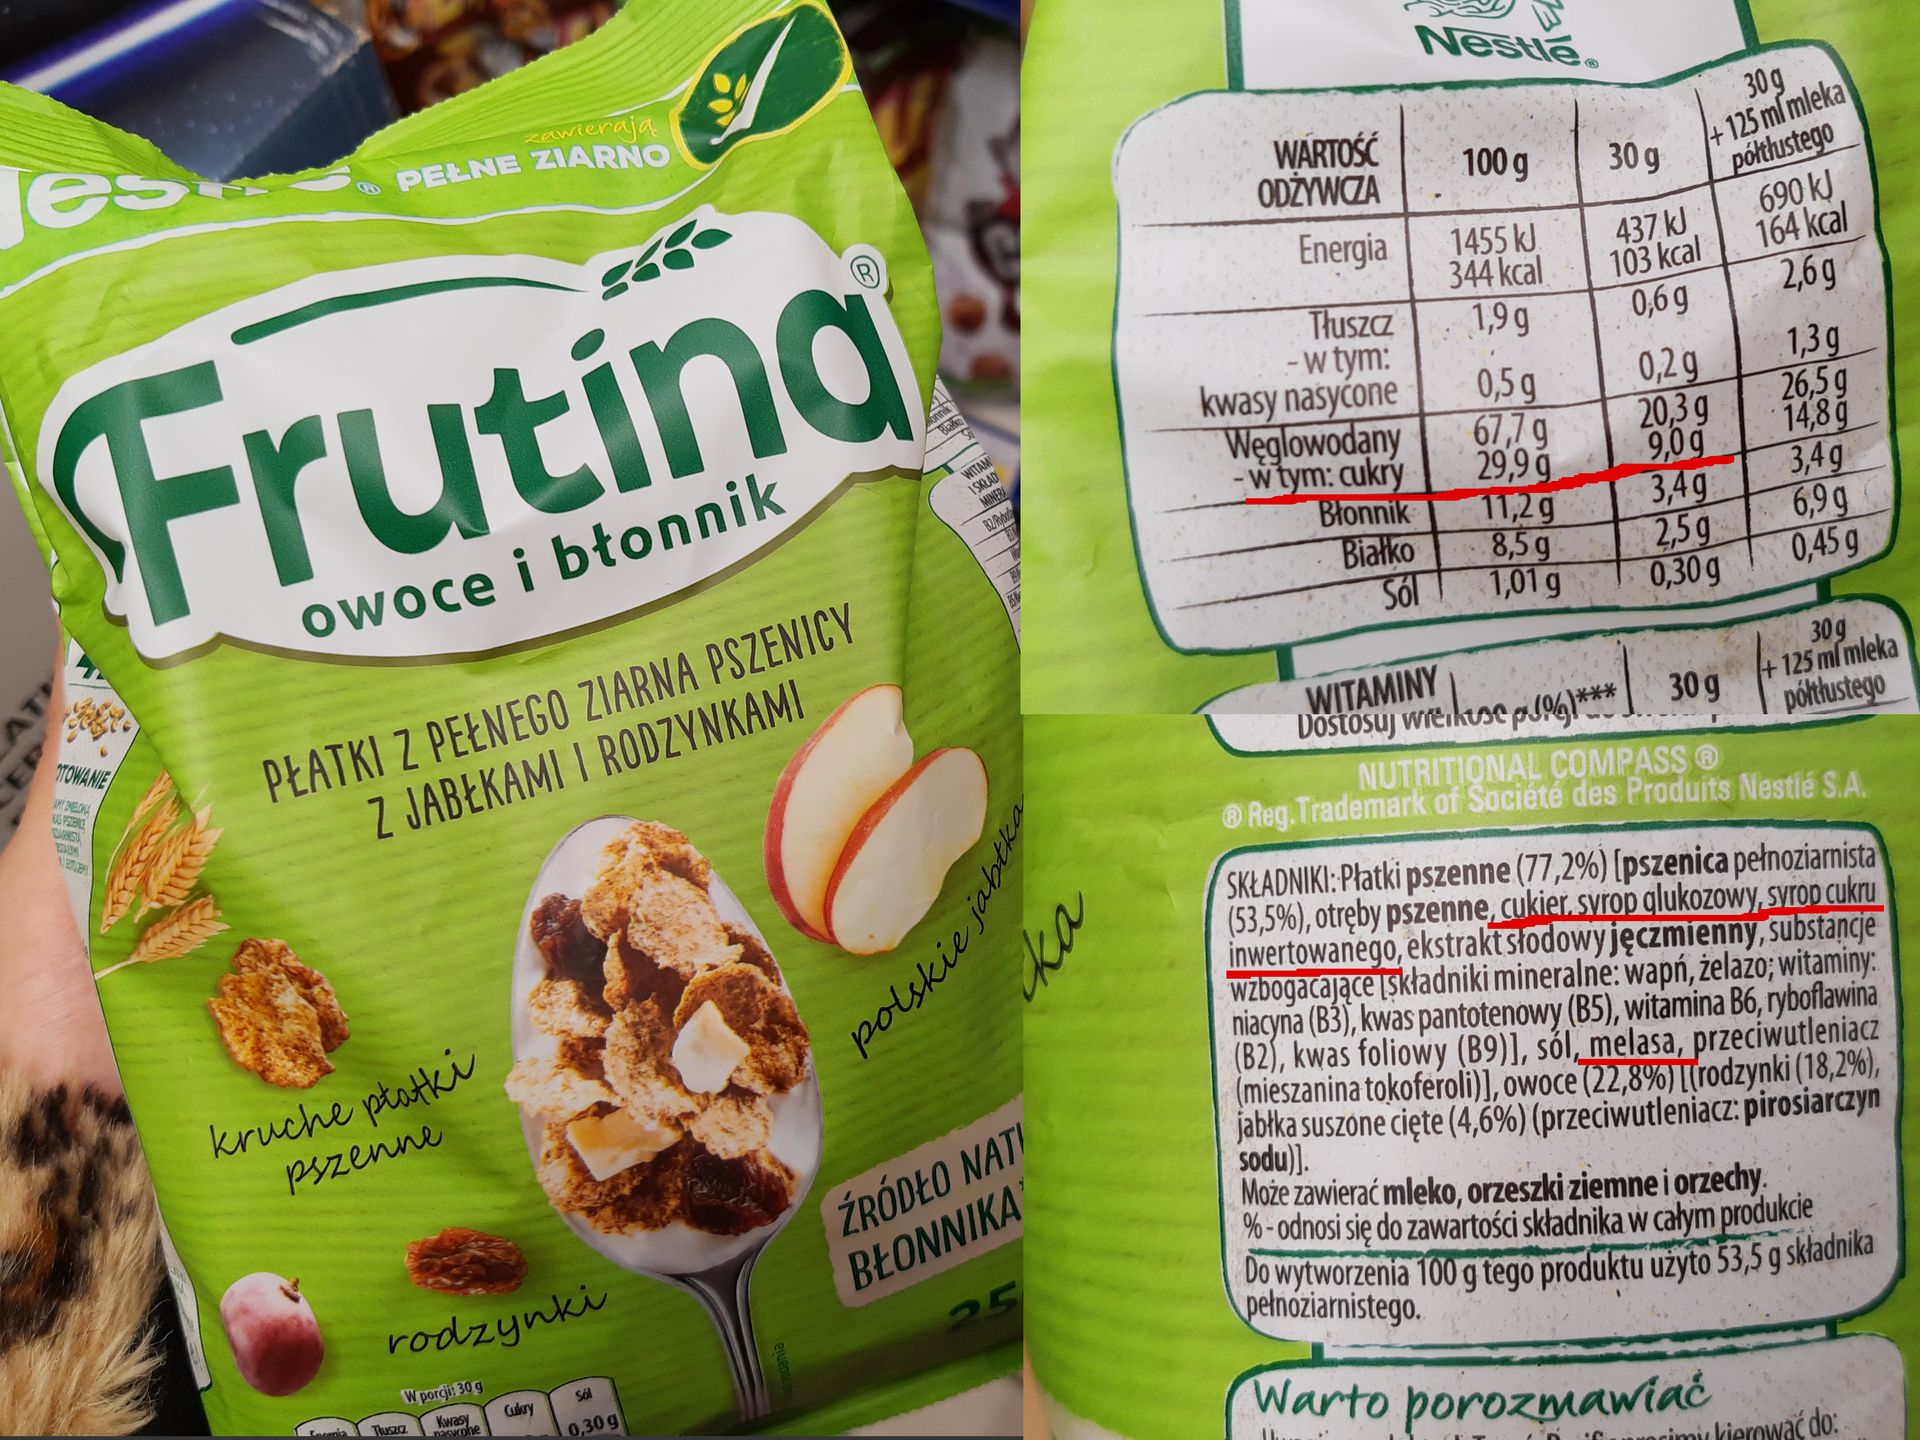 zawierają
PEŁNE ZIARNO
Frutina®
owoce i błonnik
PŁATKI Z PEŁNEGO ZIARNA PSZENICY
Z JABŁKAMI I RODZYNKAMI
polskie jabłka
kruche płatki
pszenne
rodzynki
ŹRÓDŁO
BŁONNIKA
W porcji: 30 g
Tłuszcz
Kwasy
nasycone
Cukry
Sól
0,30 g
Nestlé®
WARTOŚĆ ODŻYWCZA 100 g 30 g 30 g + 125 ml mleka półtłustego
Energia 1455 kJ 437 kJ 690 kJ
344 kcal 103 kcal 164 kcal
Tłuszcz 1,9 g 0,6 g 2,6 g
- w tym:
kwasy nasycone 0,5 g 0,2 g 1,3 g
Węglowodany 67,7 g 20,3 g 26,5 g
- w tym: cukry 29,9 g 9,0 g 14,8 g
Błonnik 11,2 g 3,4 g 3,4 g
Białko 8,5 g 2,5 g 6,9 g
Sól 1,01 g 0,30 g 0,45 g
WITAMINY (%)*** 30 g 30 g + 125 ml mleka półtłustego
NUTRITIONAL COMPASS ®
® Reg. Trademark of Société des Produits Nestlé S.A.
SKŁADNIKI: Płatki pszenne (77,2%) [pszenica pełnoziarnista
(53,5%), otręby pszenne, cukier, syrop glukozowy, syrop cukru
inwertowanego, ekstrakt słodowy jęczmienny, substancje
wzbogacające [składniki mineralne: wapń, żelazo; witaminy:
niacyna (B3), kwas pantotenowy (B5), witamina B6, ryboflawina
(B2), kwas foliowy (B9)], sól, melasa, przeciwutleniacz
(mieszanina tokoferoli)], owoce (22,8%) [(rodzynki (18,2%),
jabłka suszone cięte (4,6%) (przeciwutleniacz: pirosiarczyn
sodu)].
Może zawierać mleko, orzeszki ziemne i orzechy.
% - odnosi się do zawartości składnika w całym produkcie
Do wytworzenia 100 g tego produktu użyto 53,5 g składnika
pełnoziarnistego.
Warto porozmawiać